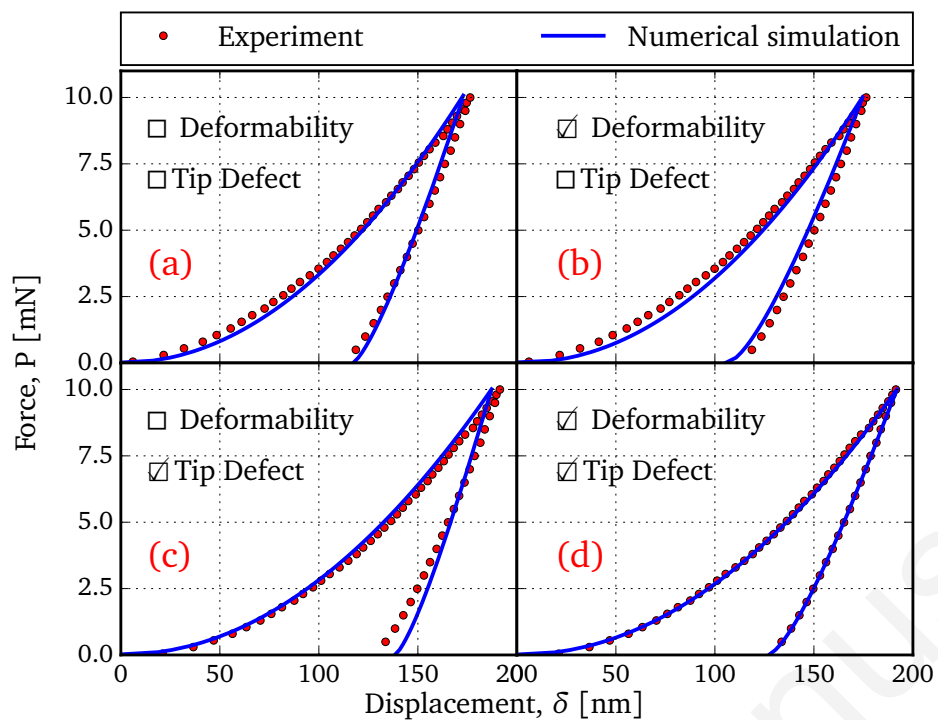 Experiment Numerical simulation
10.0
7.5
5.0
2.5
0.0
☐ Deformability
☐ Tip Defect
(a)
☑ Deformability
☐ Tip Defect
(b)
10.0
7.5
5.0
2.5
0.0
☐ Deformability
☑ Tip Defect
(c)
☑ Deformability
☑ Tip Defect
(d)
0 50 100 150 200 50 100 150 200
Force, P [mN]
Displacement, δ [nm]
nus